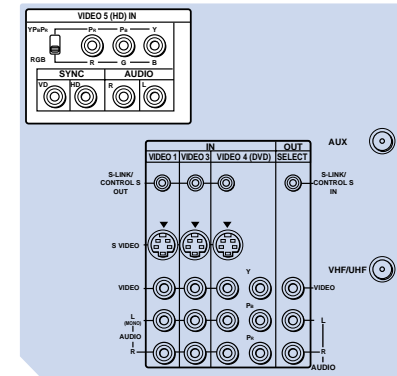 VIDEO 5 (HD) IN
YPBPR PR PB Y
RGB R G B
SYNC AUDIO
VD HD R L
IN OUT
VIDEO 1 VIDEO 3 VIDEO 4 (DVD) SELECT
AUX
S-LINK/
CONTROL S
OUT
S-LINK/
CONTROL S
IN
S VIDEO
VHF/UHF
Y
VIDEO VIDEO
PB
L
(MONO)
AUDIO
R
PR
L
R
AUDIO